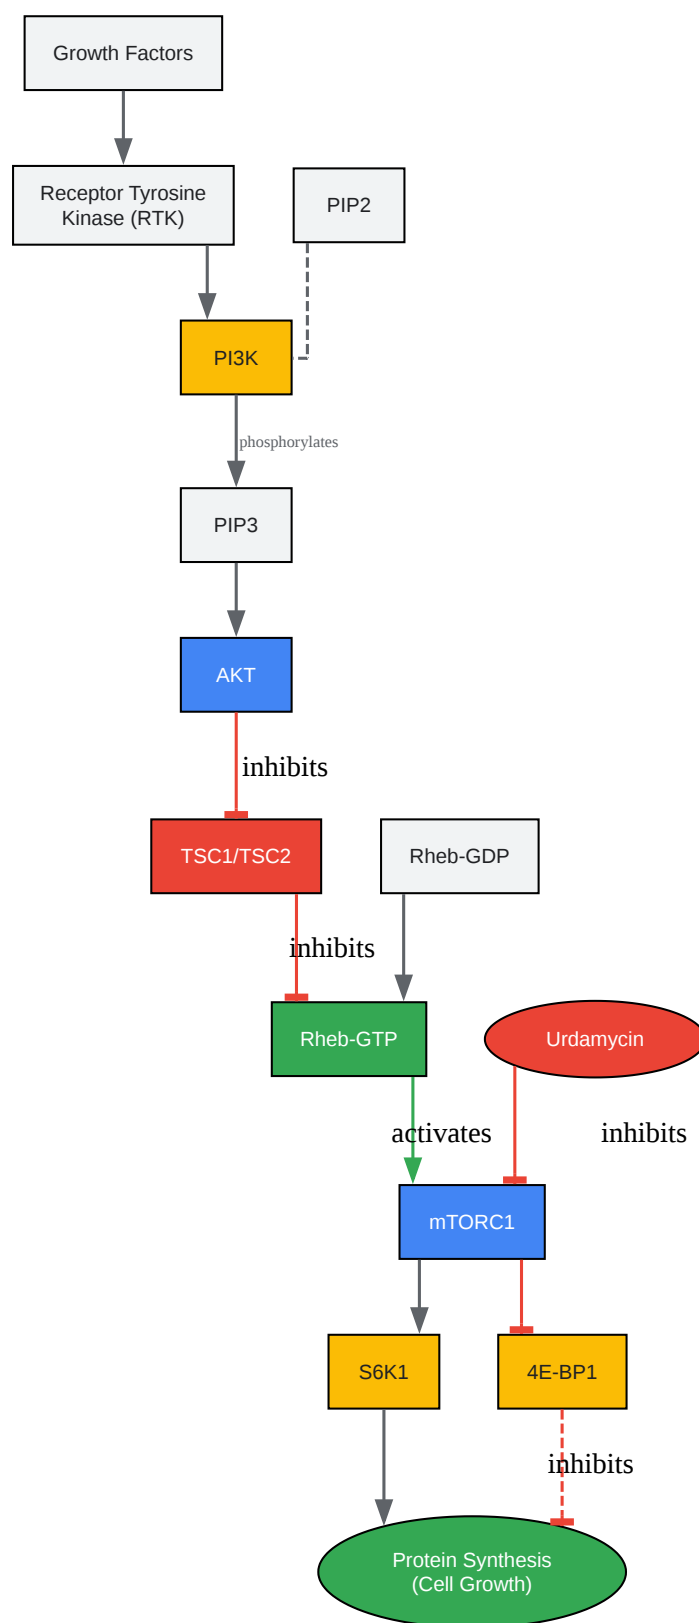 Growth Factors
Receptor Tyrosine
Kinase (RTK)
PIP2
PI3K
phosphorylates
PIP3
AKT
inhibits
TSC1/TSC2
Rheb-GDP
inhibits
Rheb-GTP
Urdamycin
activates
inhibits
mTORC1
S6K1
4E-BP1
inhibits
Protein Synthesis
(Cell Growth)